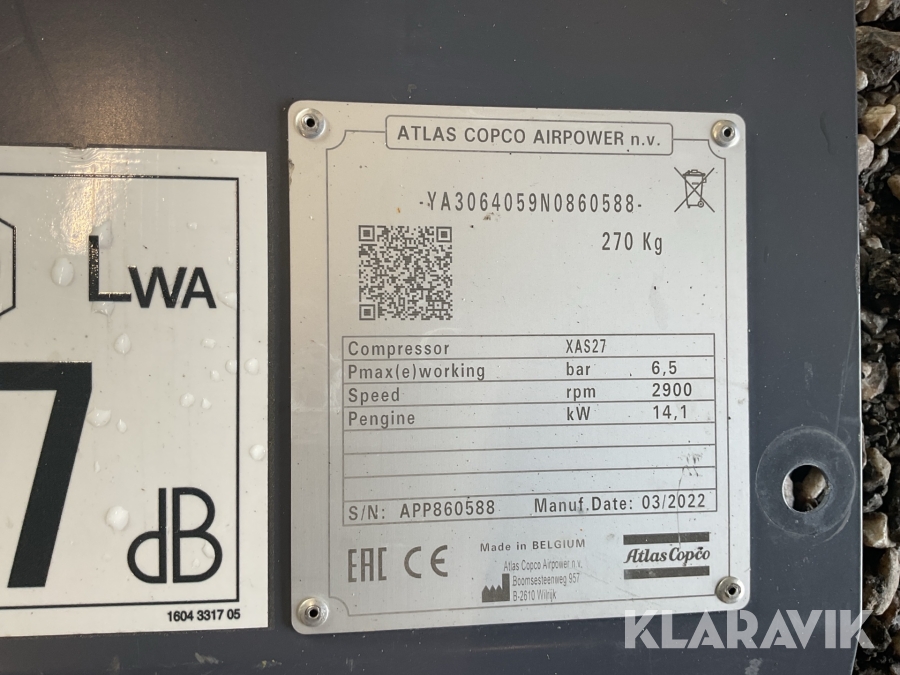 LWA
7
dB
1604 3317 05
ATLAS COPCO AIRPOWER n.v.
-YA3064059N0860588-
270 Kg
Compressor XAS27
Pmax(e)working bar 6,5
Speed rpm 2900
Pengine kW 14,1
S/N: APP860588 Manuf.Date: 03/2022
EAC CE
Made in BELGIUM
Atlas Copco Airpower n.v.
Boomsesteenweg 957
B-2610 Wilrijk
Atlas Copco
KLARAVIK